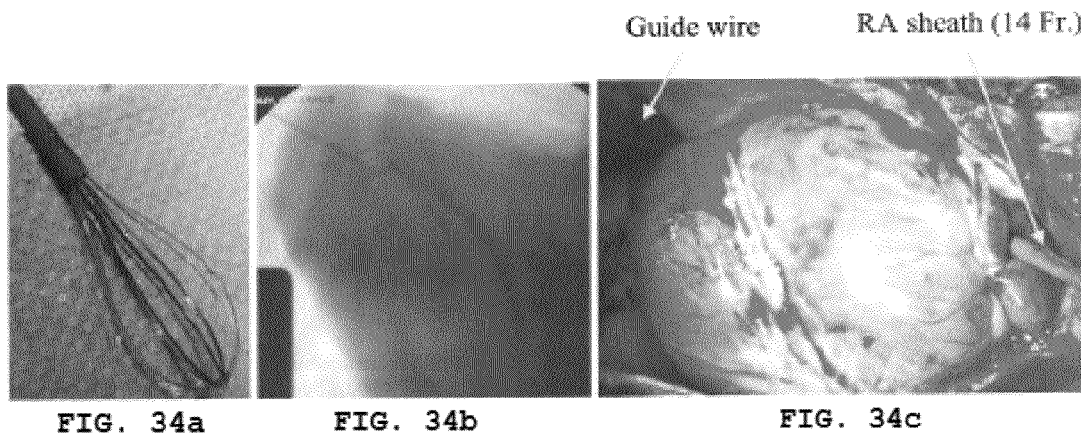 Guide wire
RA sheath (14 Fr.)
FIG. 34a
FIG. 34b
FIG. 34c